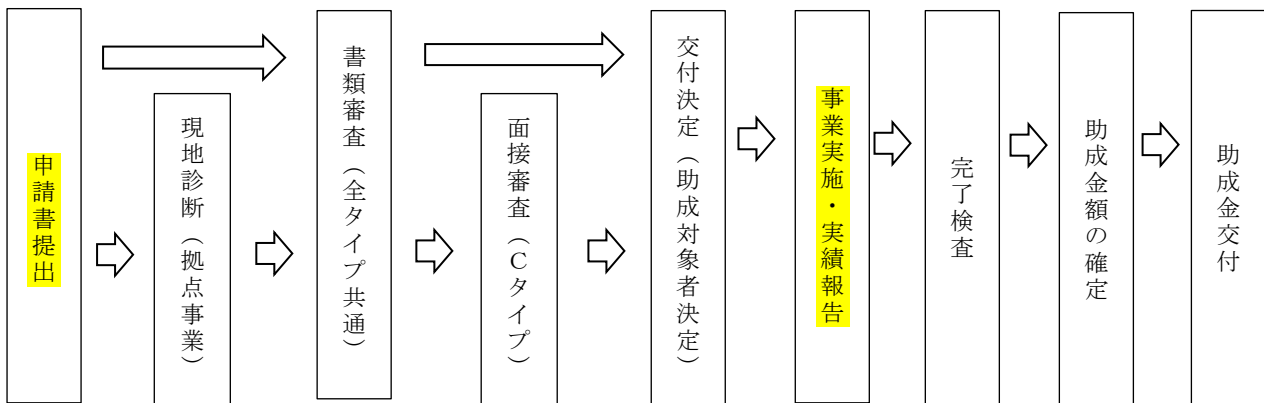 申請書提出
現地診断（拠点事業）
書類審査（全タイプ共通）
面接審査（Cタイプ）
交付決定（助成対象者決定）
事業実施・実績報告
完了検査
助成金額の確定
助成金交付